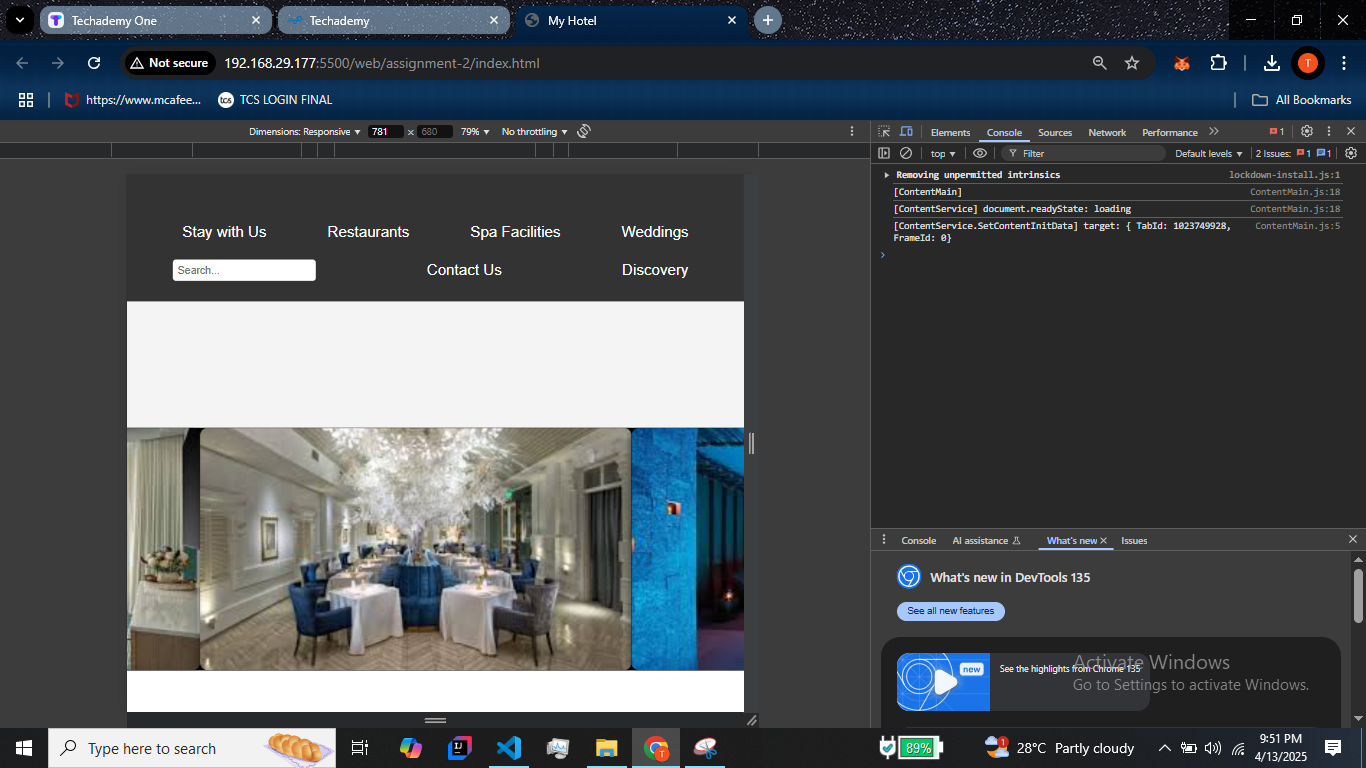 Techademy One
Techademy
My Hotel
Not secure
192.168.29.177:5500/web/assignment-2/index.html
T
https://www.mcafee...
tcs
TCS LOGIN FINAL
All Bookmarks
Dimensions: Responsive
781
×
680
79%
No throttling
Elements
Console
Sources
Network
Performance
1
top
Filter
Default levels
2 Issues:
1
1
Removing unpermitted intrinsics
lockdown-install.js:1
[ContentMain]
ContentMain.js:18
[ContentService] document.readyState: loading
ContentMain.js:18
[ContentService.SetContentInitData] target: { TabId: 1023749928,
FrameId: 0}
ContentMain.js:5
Stay with Us
Restaurants
Spa Facilities
Weddings
Search...
Contact Us
Discovery
Console
AI assistance
What's new
Issues
What's new in DevTools 135
See all new features
new
See the highlights from Chrome 135
Activate Windows
Go to Settings to activate Windows.
Type here to search
T
89%
1
28°C
Partly cloudy
9:51 PM
4/13/2025